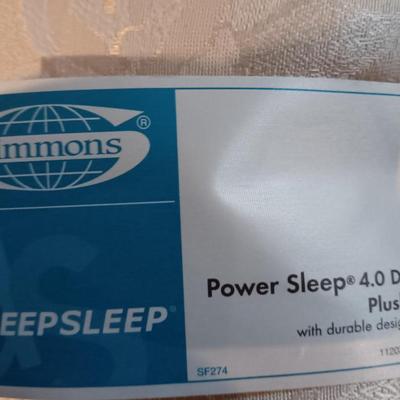 immons®
EEPSLEEP®
Power Sleep® 4.0 D
Plus
with durable desig
1120
SF274